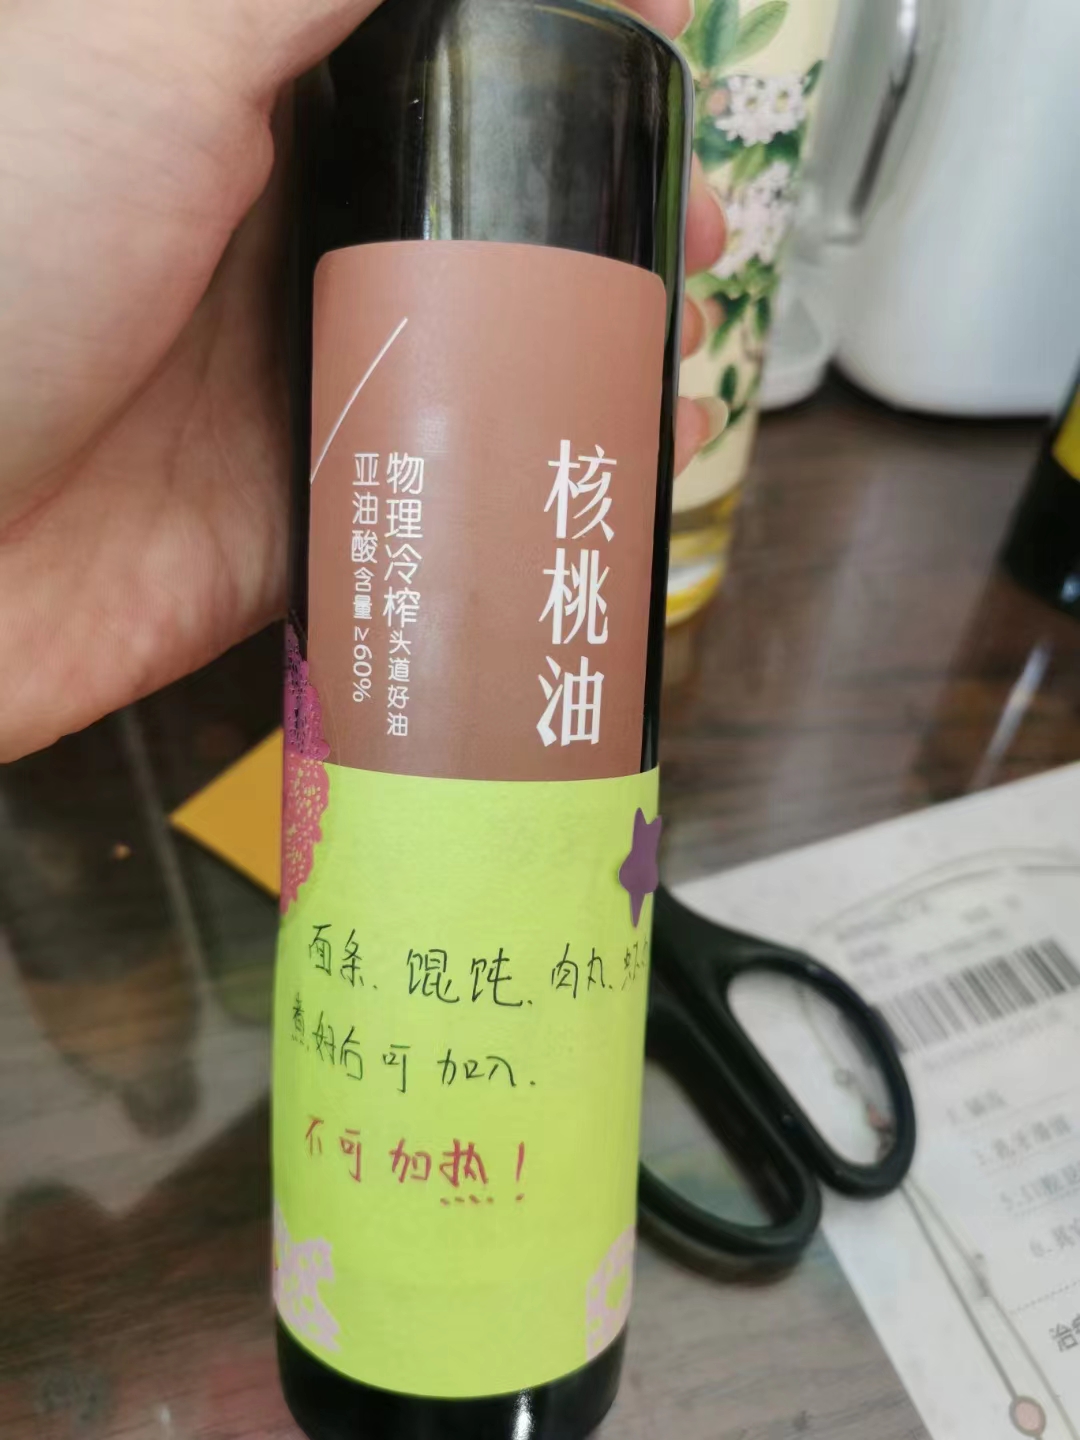 核桃油
物理冷榨头道好油
亚油酸含量≥60%
面条、馄饨、肉丸、
煮好后可加入.
不可加热！